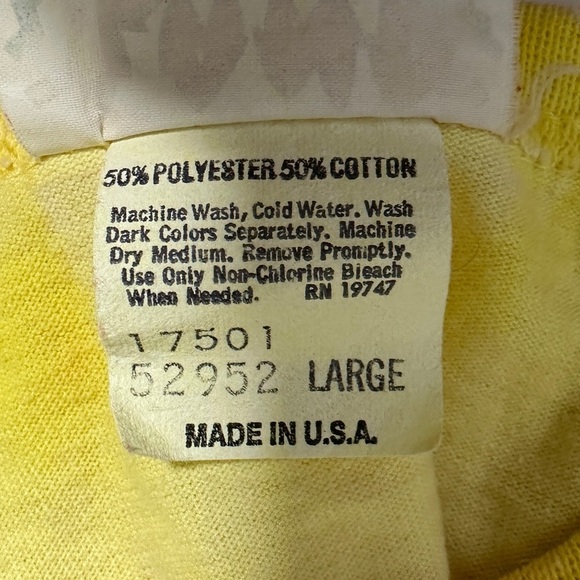 50% POLYESTER 50% COTTON
Machine Wash, Cold Water. Wash
Dark Colors Separately. Machine
Dry Medium. Remove Promptly.
Use Only Non-Chlorine Bleach
When Needed. RN 19747
17501
52952 LARGE
MADE IN U.S.A.